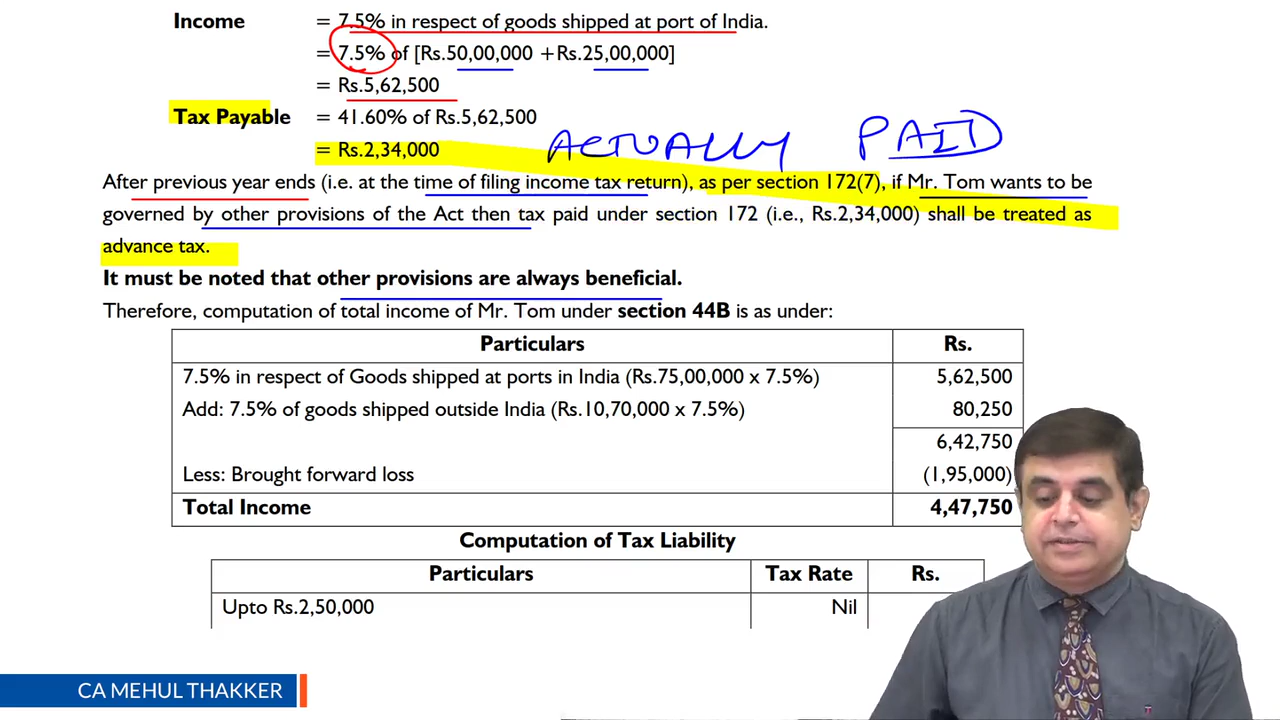 Income = 7.5% in respect of goods shipped at port of India.
= 7.5% of [Rs.50,00,000 +Rs.25,00,000]
= Rs.5,62,500
Tax Payable = 41.60% of Rs.5,62,500
= Rs.2,34,000 ACTUALLY PAID
After previous year ends (i.e. at the time of filing income tax return), as per section 172(7), if Mr. Tom wants to be
governed by other provisions of the Act then tax paid under section 172 (i.e., Rs.2,34,000) shall be treated as
advance tax.
It must be noted that other provisions are always beneficial.
Therefore, computation of total income of Mr. Tom under section 44B is as under:
Particulars Rs.
7.5% in respect of Goods shipped at ports in India (Rs.75,00,000 x 7.5%) 5,62,500
Add: 7.5% of goods shipped outside India (Rs.10,70,000 x 7.5%) 80,250
6,42,750
Less: Brought forward loss (1,95,000)
Total Income 4,47,750
Computation of Tax Liability
Particulars Tax Rate Rs.
Upto Rs.2,50,000 Nil
CA MEHUL THAKKER